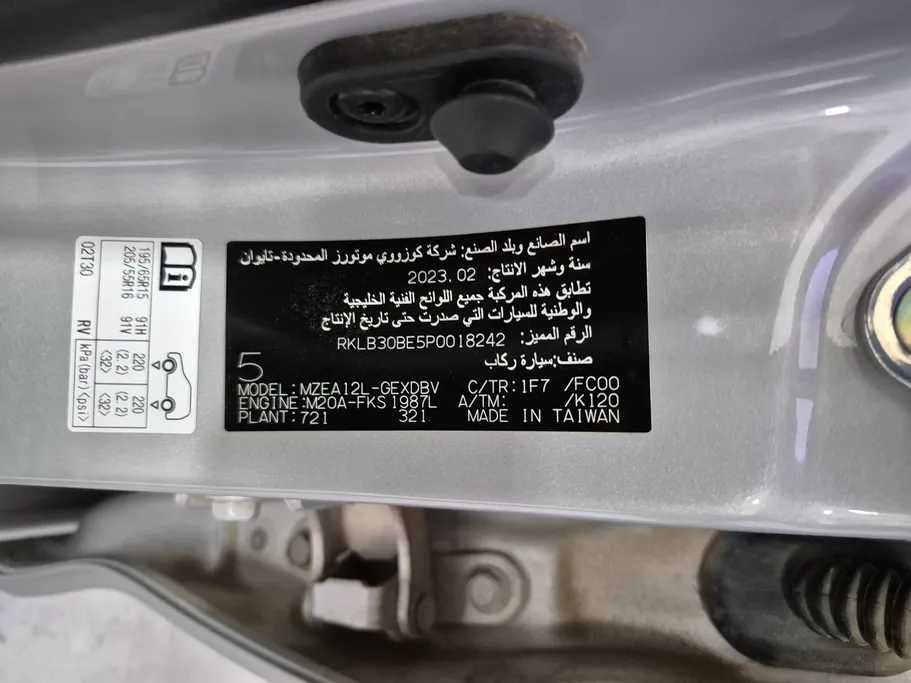 اسم الصانع وبلد الصنع: شركة كوزووي موتورز المحدودة-تايوان
سنة وشهر الانتاج: 2023.02
تطابق هذه المركبة جميع اللوائح الفنية الخليجية
والوطنية للسيارات التي صدرت حتى تاريخ الإنتاج
الرقم المميز: RKLB30BE5P0018242
صنف:سيارة ركاب
5
MODEL:MZEA12L-GEXDBV C/TR:1F7 /FC00
ENGINE:M20A-FKS 1987L A/TM: /K120
PLANT:721 321 MADE IN TAIWAN
195/65R15 91H 220 (2.2) <32> 220 (2.2) <32>
205/55R16 91V
02T30 RV kPa(bar)<psi>